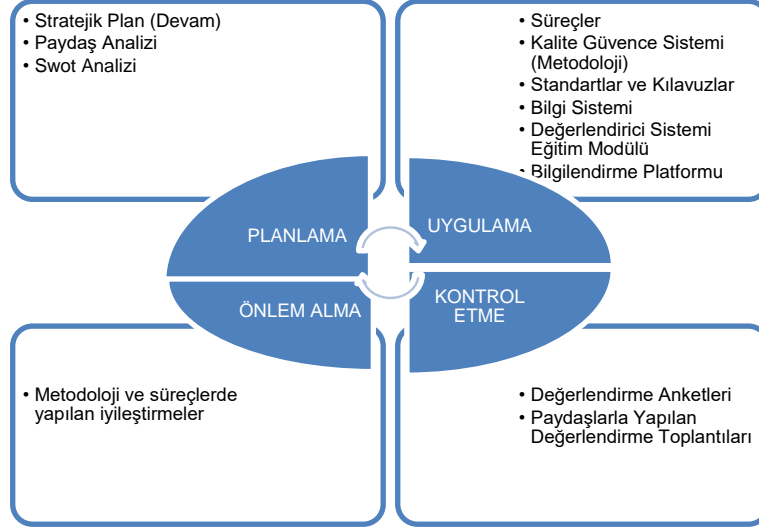 • Stratejik Plan (Devam)
• Paydaş Analizi
• Swot Analizi
• Süreçler
• Kalite Güvence Sistemi
(Metodoloji)
• Standartlar ve Kılavuzlar
• Bilgi Sistemi
• Değerlendirici Sistemi
Eğitim Modülü
• Bilgilendirme Platformu
PLANLAMA
UYGULAMA
ÖNLEM ALMA
KONTROL
ETME
• Metodoloji ve süreçlerde
yapılan iyileştirmeler
• Değerlendirme Anketleri
• Paydaşlarla Yapılan
Değerlendirme Toplantıları